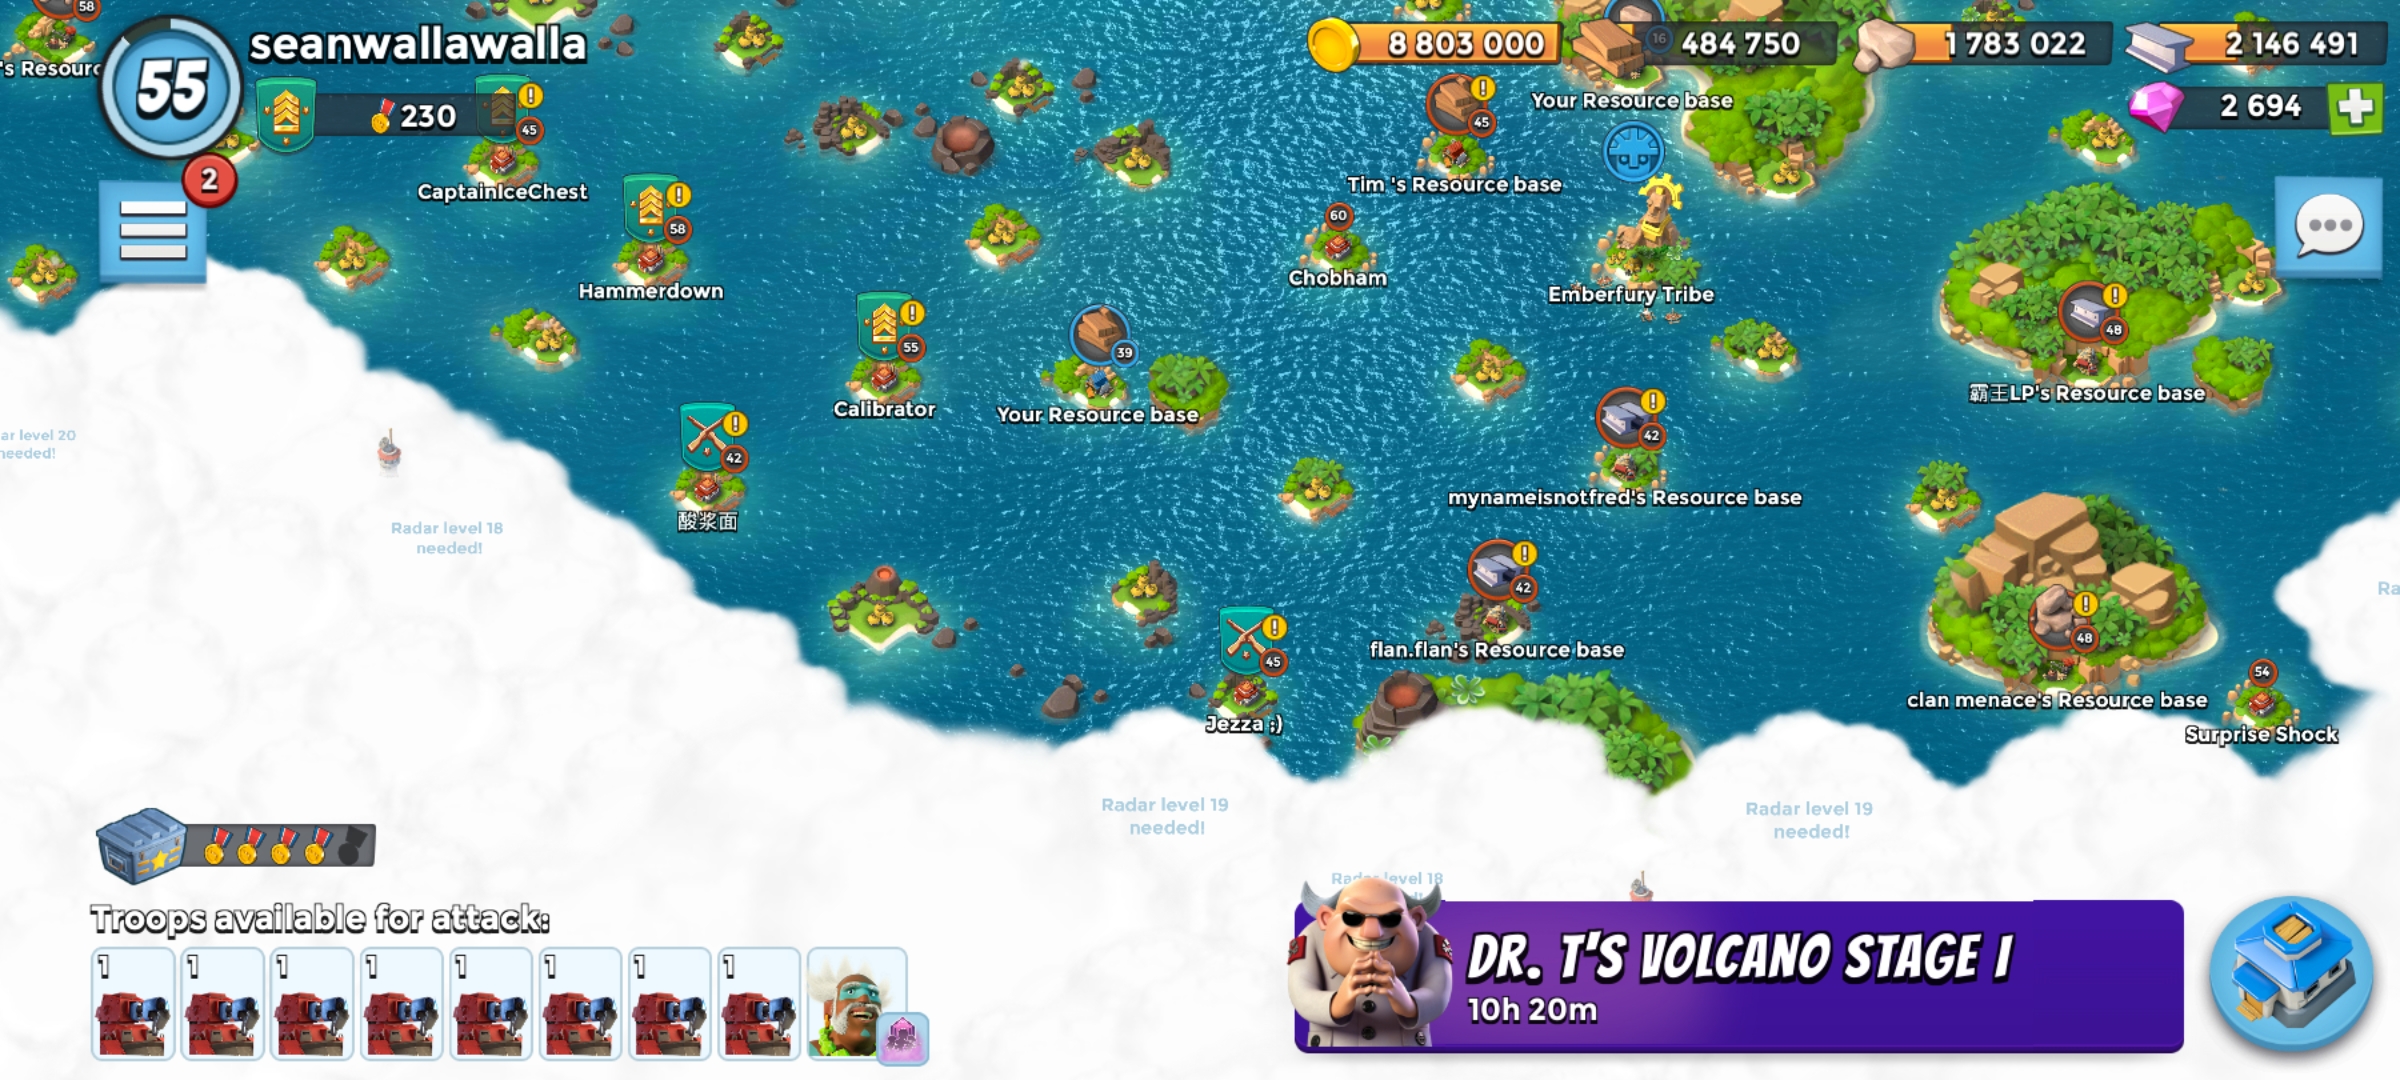 58
's Resourc
55
seanwallawalla
230
2
8 803 000
16
484 750
1 783 022
2 146 491
2 694
Your Resource base
!
45
CaptainIceChest
!
45
Tim 's Resource base
!
58
Hammerdown
60
Chobham
Emberfury Tribe
!
55
Calibrator
39
Your Resource base
!
48
霸王LP's Resource base
!
42
酸浆面
!
42
mynameisnotfred's Resource base
ar level 20
needed!
Radar level 18
needed!
!
42
flan.flan's Resource base
!
45
Jezza ;)
!
48
clan menace's Resource base
54
Surprise Shock
Ra
Radar level 19
needed!
Radar level 19
needed!
Radar level 18
Troops available for attack:
1
1
1
1
1
1
1
1
DR. T'S VOLCANO STAGE I
10h 20m